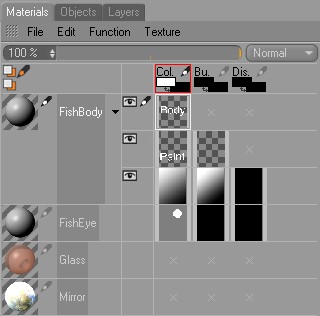 Materials Objects Layers
File Edit Function Texture
100 % Normal
Col. Bu. Dis.
FishBody Body
Paint
FishEye
Glass
Mirror